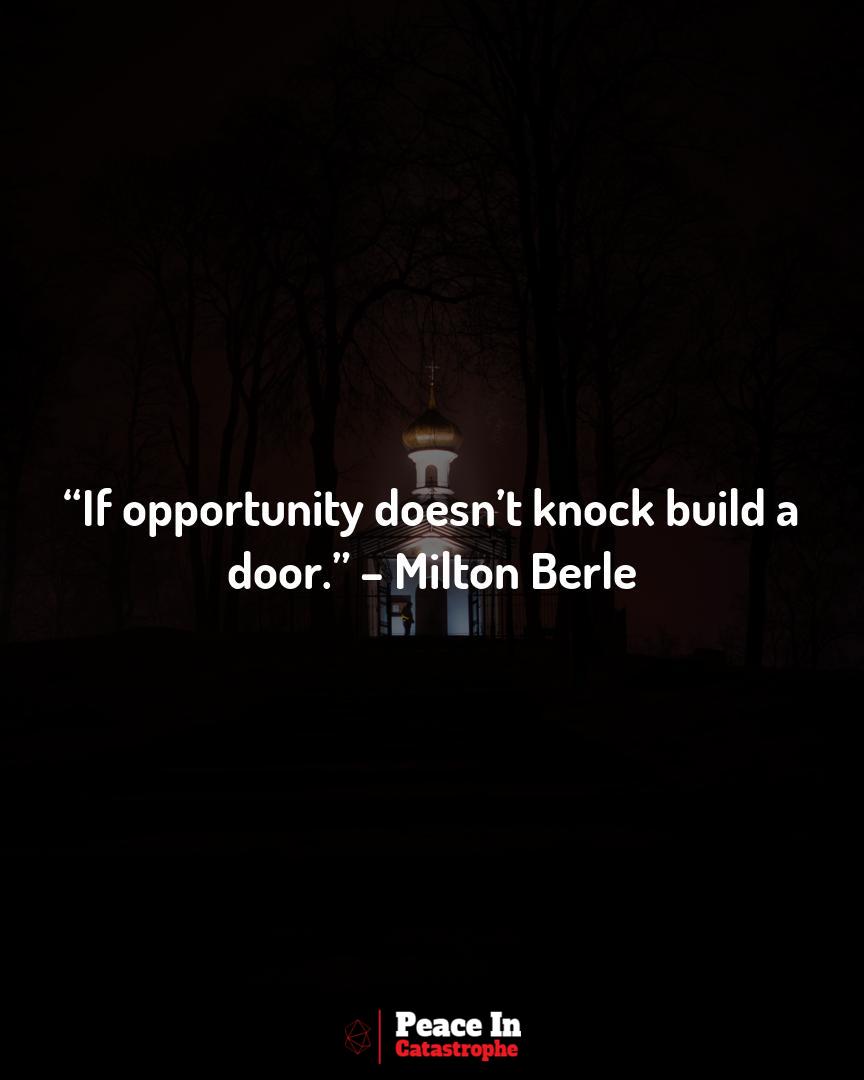 “If opportunity doesn’t knock build a
door.” – Milton Berle
Peace In
Catastrophe